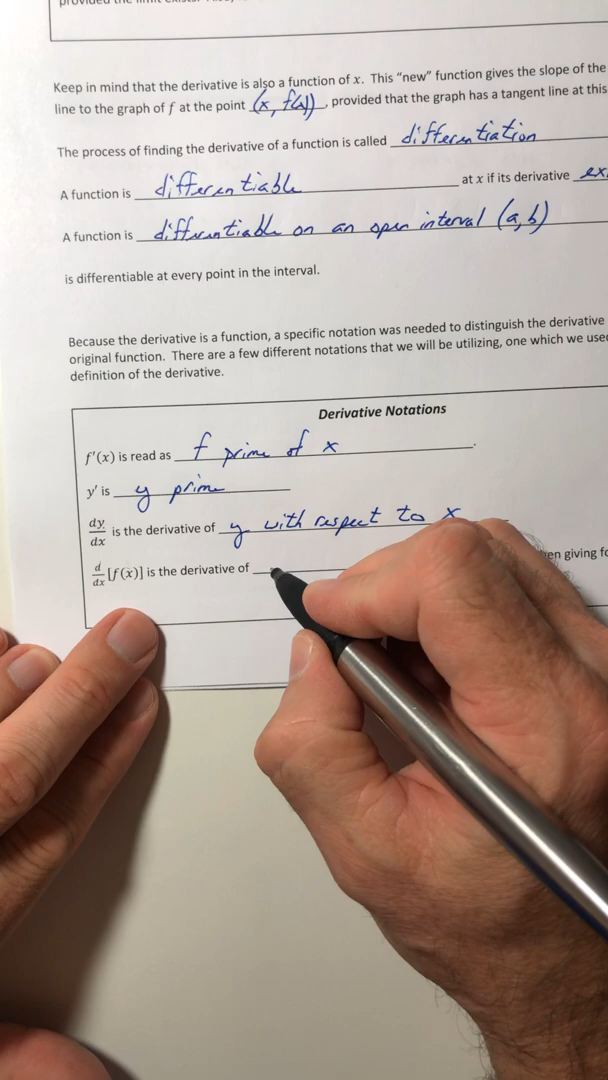 provided the limit exists.
Keep in mind that the derivative is also a function of x. This “new” function gives the slope of the
line to the graph of f at the point (x, f(x)), provided that the graph has a tangent line at this
The process of finding the derivative of a function is called differentiation
A function is differentiable at x if its derivative
A function is differentiable on an open interval (a,b)
is differentiable at every point in the interval.
Because the derivative is a function, a specific notation was needed to distinguish the derivative
original function. There are a few different notations that we will be utilizing, one which we use
definition of the derivative.
Derivative Notations
f'(x) is read as f prime of x.
y' is y prime
dy/dx is the derivative of y with respect to x
d/dx [f(x)] is the derivative of
giving